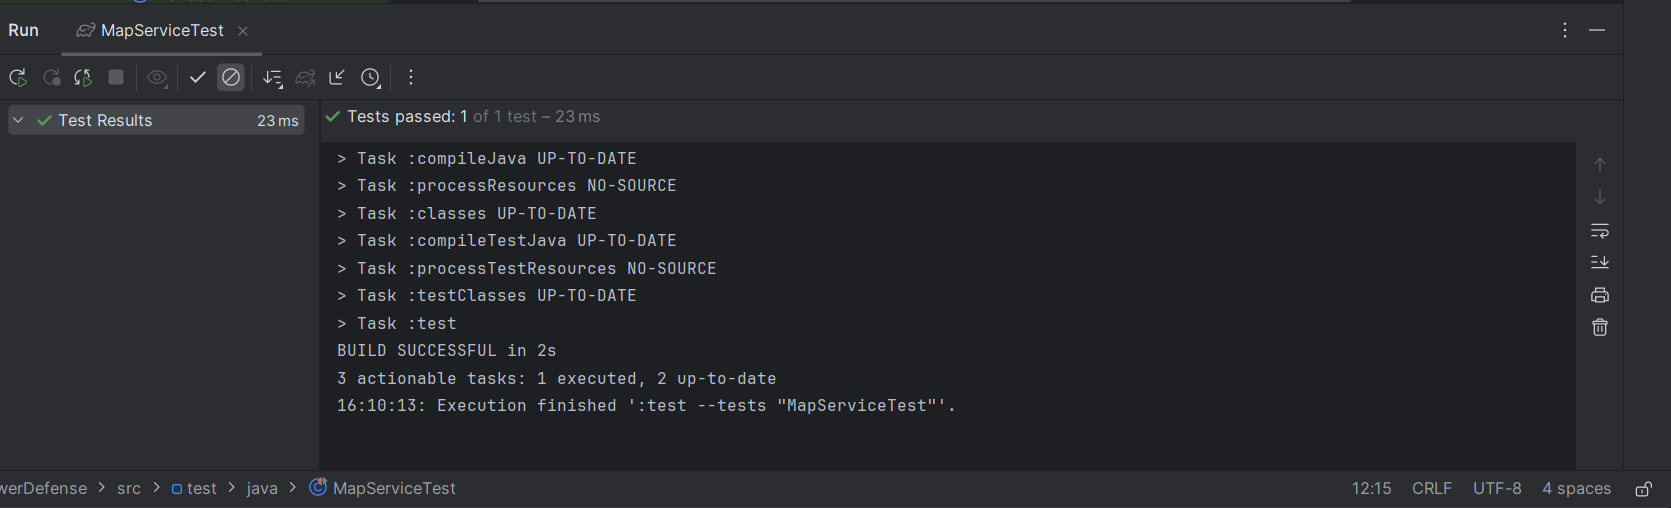 Run MapServiceTest
Test Results 23 ms
Tests passed: 1 of 1 test – 23 ms
> Task :compileJava UP-TO-DATE
> Task :processResources NO-SOURCE
> Task :classes UP-TO-DATE
> Task :compileTestJava UP-TO-DATE
> Task :processTestResources NO-SOURCE
> Task :testClasses UP-TO-DATE
> Task :test
BUILD SUCCESSFUL in 2s
3 actionable tasks: 1 executed, 2 up-to-date
16:10:13: Execution finished ':test --tests "MapServiceTest"'.
werDefense > src > test > java > MapServiceTest 12:15 CRLF UTF-8 4 spaces